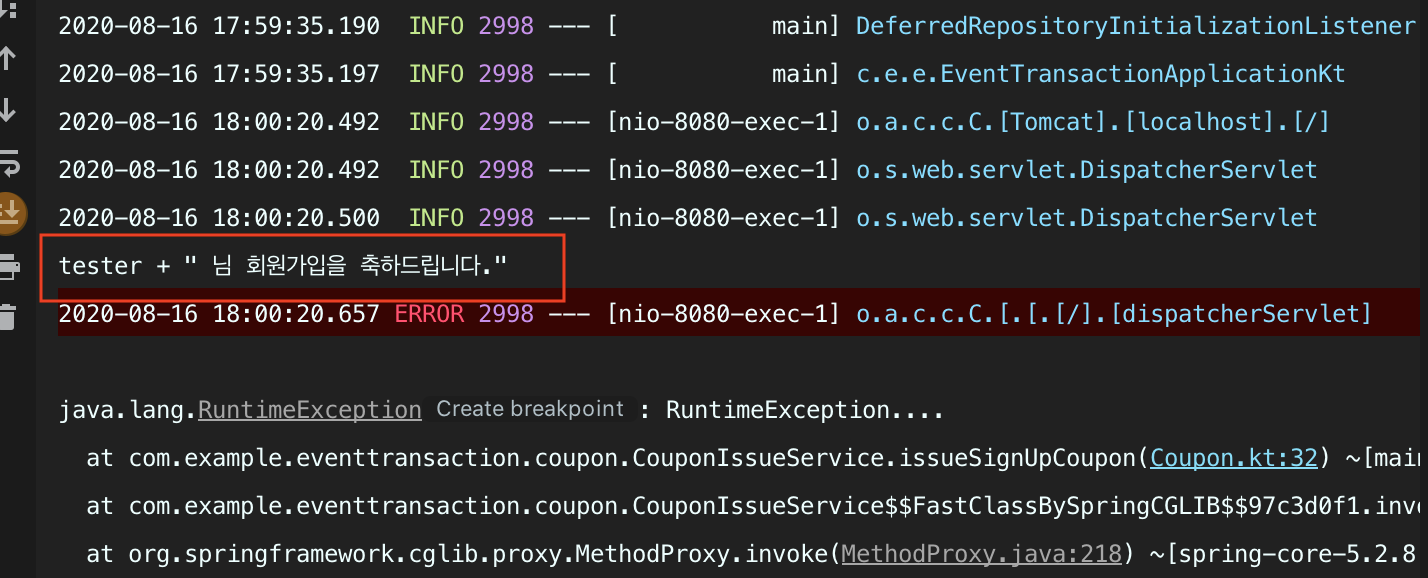 2020-08-16 17:59:35.190  INFO 2998 --- [           main] DeferredRepositoryInitializationListener
2020-08-16 17:59:35.197  INFO 2998 --- [           main] c.e.e.EventTransactionApplicationKt
2020-08-16 18:00:20.492  INFO 2998 --- [nio-8080-exec-1] o.a.c.c.C.[Tomcat].[localhost].[/]
2020-08-16 18:00:20.492  INFO 2998 --- [nio-8080-exec-1] o.s.web.servlet.DispatcherServlet
2020-08-16 18:00:20.500  INFO 2998 --- [nio-8080-exec-1] o.s.web.servlet.DispatcherServlet
tester + " 님 회원가입을 축하드립니다."
2020-08-16 18:00:20.657 ERROR 2998 --- [nio-8080-exec-1] o.a.c.c.C.[.[.[/].[dispatcherServlet]
java.lang.RuntimeException Create breakpoint : RuntimeException....
at com.example.eventtransaction.coupon.CouponIssueService.issueSignUpCoupon(Coupon.kt:32) ~[mai
at com.example.eventtransaction.coupon.CouponIssueService$$FastClassBySpringCGLIB$$97c3d0f1.invo
at org.springframework.cglib.proxy.MethodProxy.invoke(MethodProxy.java:218) ~[spring-core-5.2.8